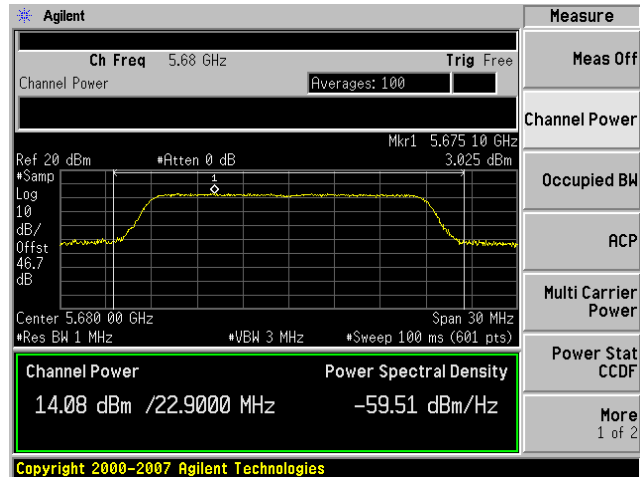 Agilent
Measure
Ch Freq 5.68 GHz Trig Free
Channel Power Averages: 100
Mkr1 5.675 10 GHz
Ref 20 dBm #Atten 0 dB 3.025 dBm
#Samp
Log
10
dB/
Offst
46.7
dB
1
Center 5.680 00 GHz Span 30 MHz
#Res BW 1 MHz #VBW 3 MHz #Sweep 100 ms (601 pts)
Channel Power Power Spectral Density
14.08 dBm /22.9000 MHz -59.51 dBm/Hz
Meas Off
Channel Power
Occupied BW
ACP
Multi Carrier
Power
Power Stat
CCDF
More
1 of 2
Copyright 2000-2007 Agilent Technologies